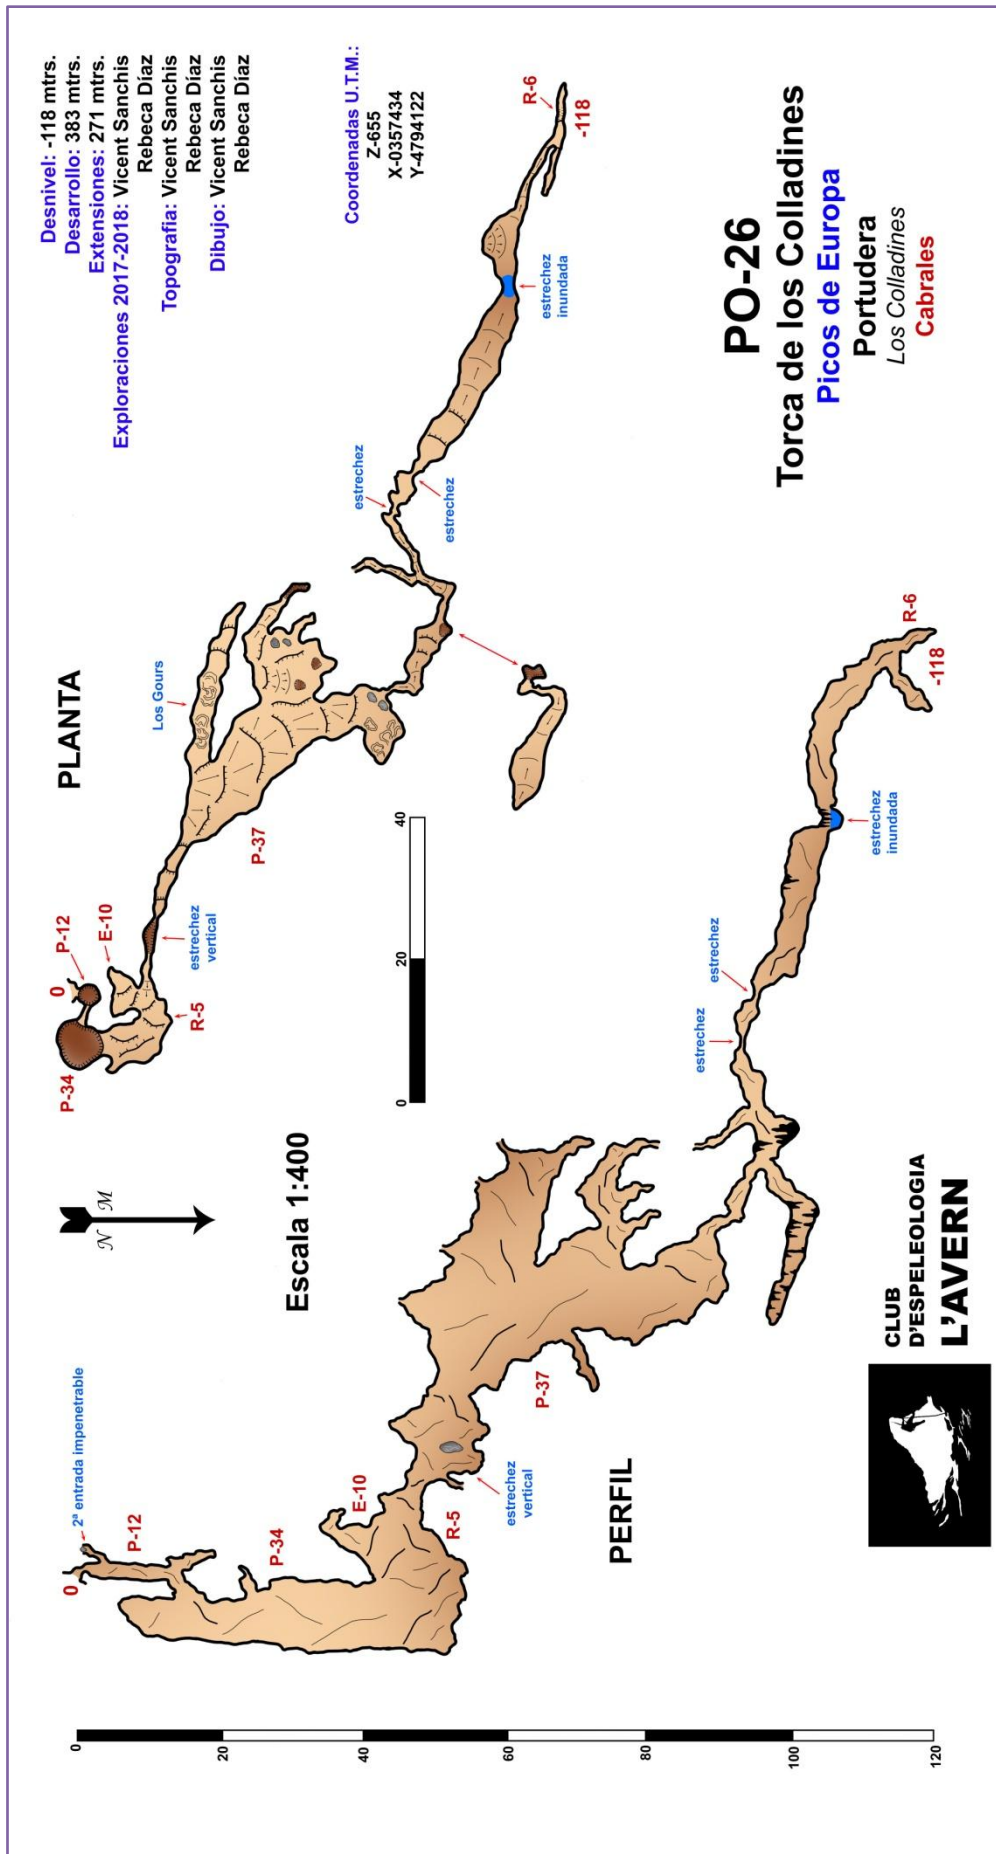 Desnivel: -118 mtrs.
Desarrollo: 383 mtrs.
Extensiones: 271 mtrs.
Exploraciones 2017-2018: Vicent Sanchis
Rebeca Díaz
Topografia: Vicent Sanchis
Rebeca Díaz
Dibujo: Vicent Sanchis
Rebeca Díaz
Coordenadas U.T.M.:
Z-655
X-0357434
Y-4794122
PLANTA
P-34
0
P-12
E-10
R-5
estrechez
vertical
P-37
Los Gours
estrechez
estrechez
estrechez
inundada
R-6
-118
0
20
40
N M
Escala 1:400
PO-26
Torca de los Colladines
Picos de Europa
Portudera
Los Colladines
Cabrales
0
2ª entrada impenetrable
P-12
P-34
E-10
R-5
estrechez
vertical
P-37
estrechez
estrechez
estrechez
inundada
R-6
-118
PERFIL
0
20
40
60
80
100
120
CLUB
D'ESPELEOLOGIA
L'AVERN